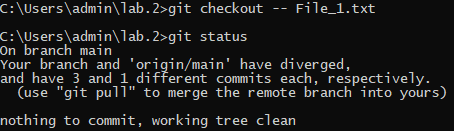 C:\Users\admin\lab.2>git checkout -- File_1.txt
C:\Users\admin\lab.2>git status
On branch main
Your branch and 'origin/main' have diverged,
and have 3 and 1 different commits each, respectively.
  (use "git pull" to merge the remote branch into yours)
nothing to commit, working tree clean